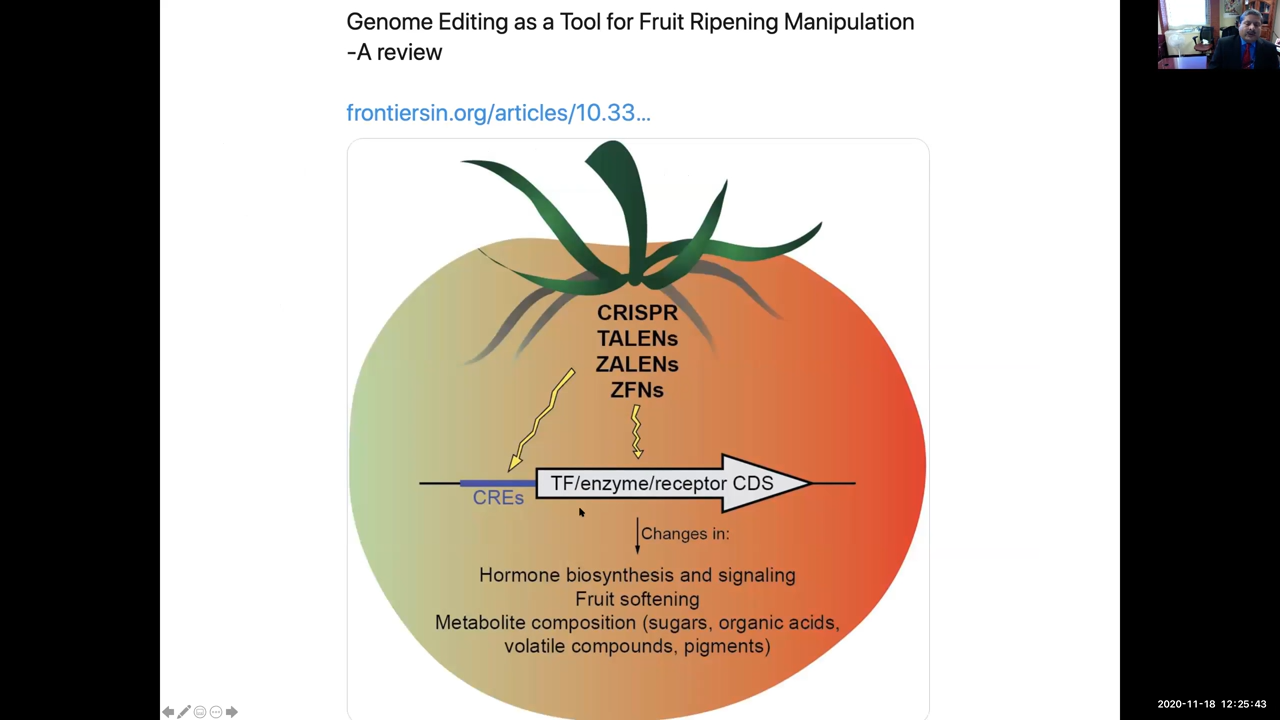 Genome Editing as a Tool for Fruit Ripening Manipulation
-A review
frontiersin.org/articles/10.33...
CRISPR
TALENs
ZALENs
ZFNs
TF/enzyme/receptor CDS
CREs
Changes in:
Hormone biosynthesis and signaling
Fruit softening
Metabolite composition (sugars, organic acids,
volatile compounds, pigments)
2020-11-18 12:25:43